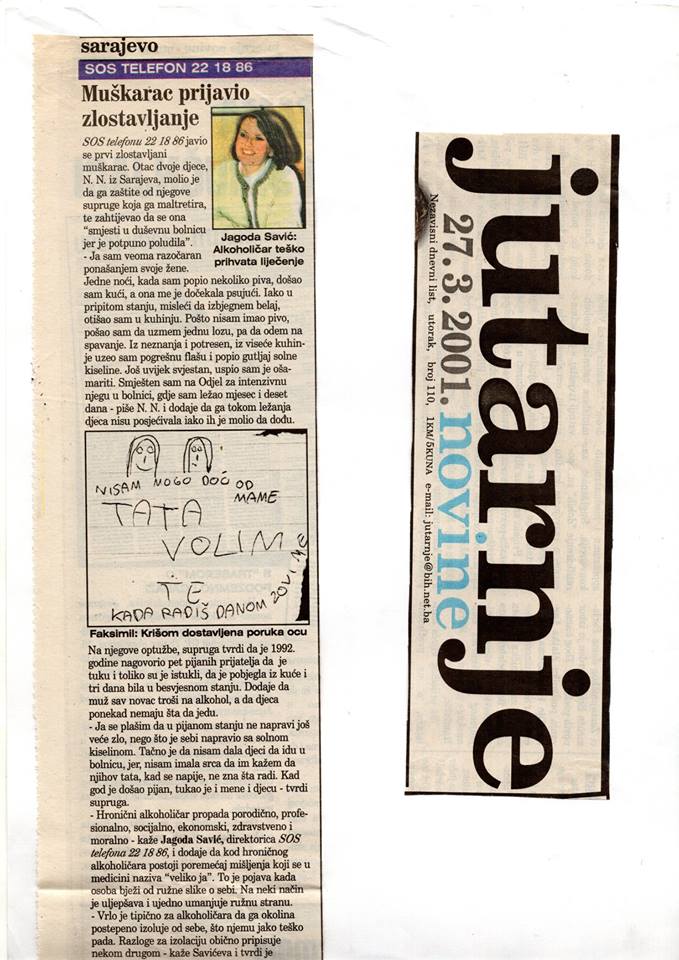 sarajevo
SOS TELEFON 22 18 86
Muškarac prijavio
zlostavljanje
SOS telefonu 22 18 86 javio
se prvi zlostavljani
muškarac. Otac dvoje djece,
N. N. iz Sarajeva, molio je
da ga zaštite od njegove
supruge koja ga maltretira,
te zahtijevao da se ona
“smjesti u duševnu bolnicu
jer je potpuno poludila”.
- Ja sam veoma razočaran
ponašanjem svoje žene.
Jagoda Savić:
Alkoholičar teško
prihvata liječenje
Jedne noći, kada sam popio nekoliko piva, došao
sam kući, a ona me je dočekala psujući. Iako u
pripitom stanju, misleći da izbjegnem belaj,
otišao sam u kuhinju. Pošto nisam imao pivo,
pošao sam da uzmem jednu lozu, pa da odem na
spavanje. Iz neznanja i potresen, iz viseće kuhin-
je uzeo sam pogrešnu flašu i popio gutljaj solne
kiseline. Još uvijek svjestan, uspio sam je oša-
mariti. Smješten sam na Odjel za intenzivnu
njegu u bolnici, gdje sam ležao mjesec i deset
dana - piše N. N. i dodaje da ga tokom ležanja
djeca nisu posjećivala iako ih je molio da dođu.
NISAM MOGO DOĆ OD
MAME
TATA
VOLIM
TE
KADA RADIŠ DANOM ZOVI ME
Faksimil: Krišom dostavljena poruka ocu
Na njegove optužbe, supruga tvrdi da je 1992.
godine nagovorio pet pijanih prijatelja da je
tuku i toliko su je istukli, da je pobjegla iz kuće i
tri dana bila u besvjesnom stanju. Dodaje da
muž sav novac troši na alkohol, a da djeca
ponekad nemaju šta da jedu.
- Ja se plašim da u pijanom stanju ne napravi još
veće zlo, nego što je sebi napravio sa solnom
kiselinom. Tačno je da nisam dala djeci da idu u
bolnicu, jer, nisam imala srca da im kažem da
njihov tata, kad se napije, ne zna šta radi. Kad
god je došao pijan, tukao je i mene i djecu - tvrdi
supruga.
- Hronični alkoholičar propada porodično, profe-
sionalno, socijalno, ekonomski, zdravstveno i
moralno - kaže Jagoda Savić, direktorica SOS
telefona 22 18 86, i dodaje da kod hroničnog
alkoholičara postoji poremećaj mišljenja koji se u
medicini naziva “veliko ja”. To je pojava kada
osoba bježi od ružne slike o sebi. Na neki način
je uljepšava i ujedno umanjuje ružnu stranu.
- Vrlo je tipično za alkoholičara da ga okolina
postepeno izoluje od sebe, što njemu jako teško
pada. Razloge za izolaciju obično pripisuje
nekom drugom - kaže Savićeva i tvrdi je
jutarnje
27. 3. 2001. novine
Nezavisni dnevni list, utorak, broj 110, 1KM/5KUNA e-mail: jutarnje@bih.net.ba